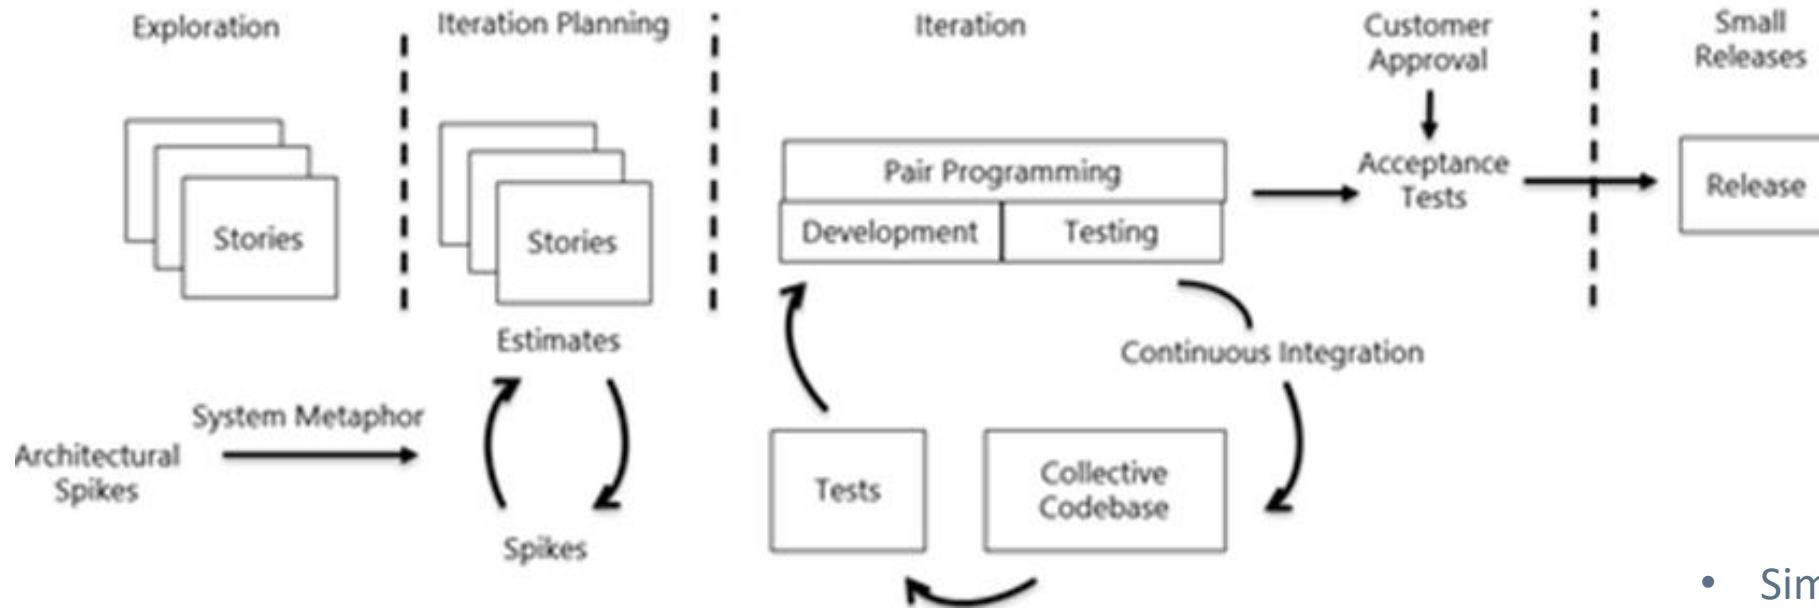 Exploration
Iteration Planning
Iteration
Customer
Approval
Small
Releases
Stories
Stories
Pair Programming
Development
Testing
Acceptance
Tests
Release
Estimates
Continuous Integration
System Metaphor
Architectural
Spikes
Tests
Collective
Codebase
Spikes
• Sim